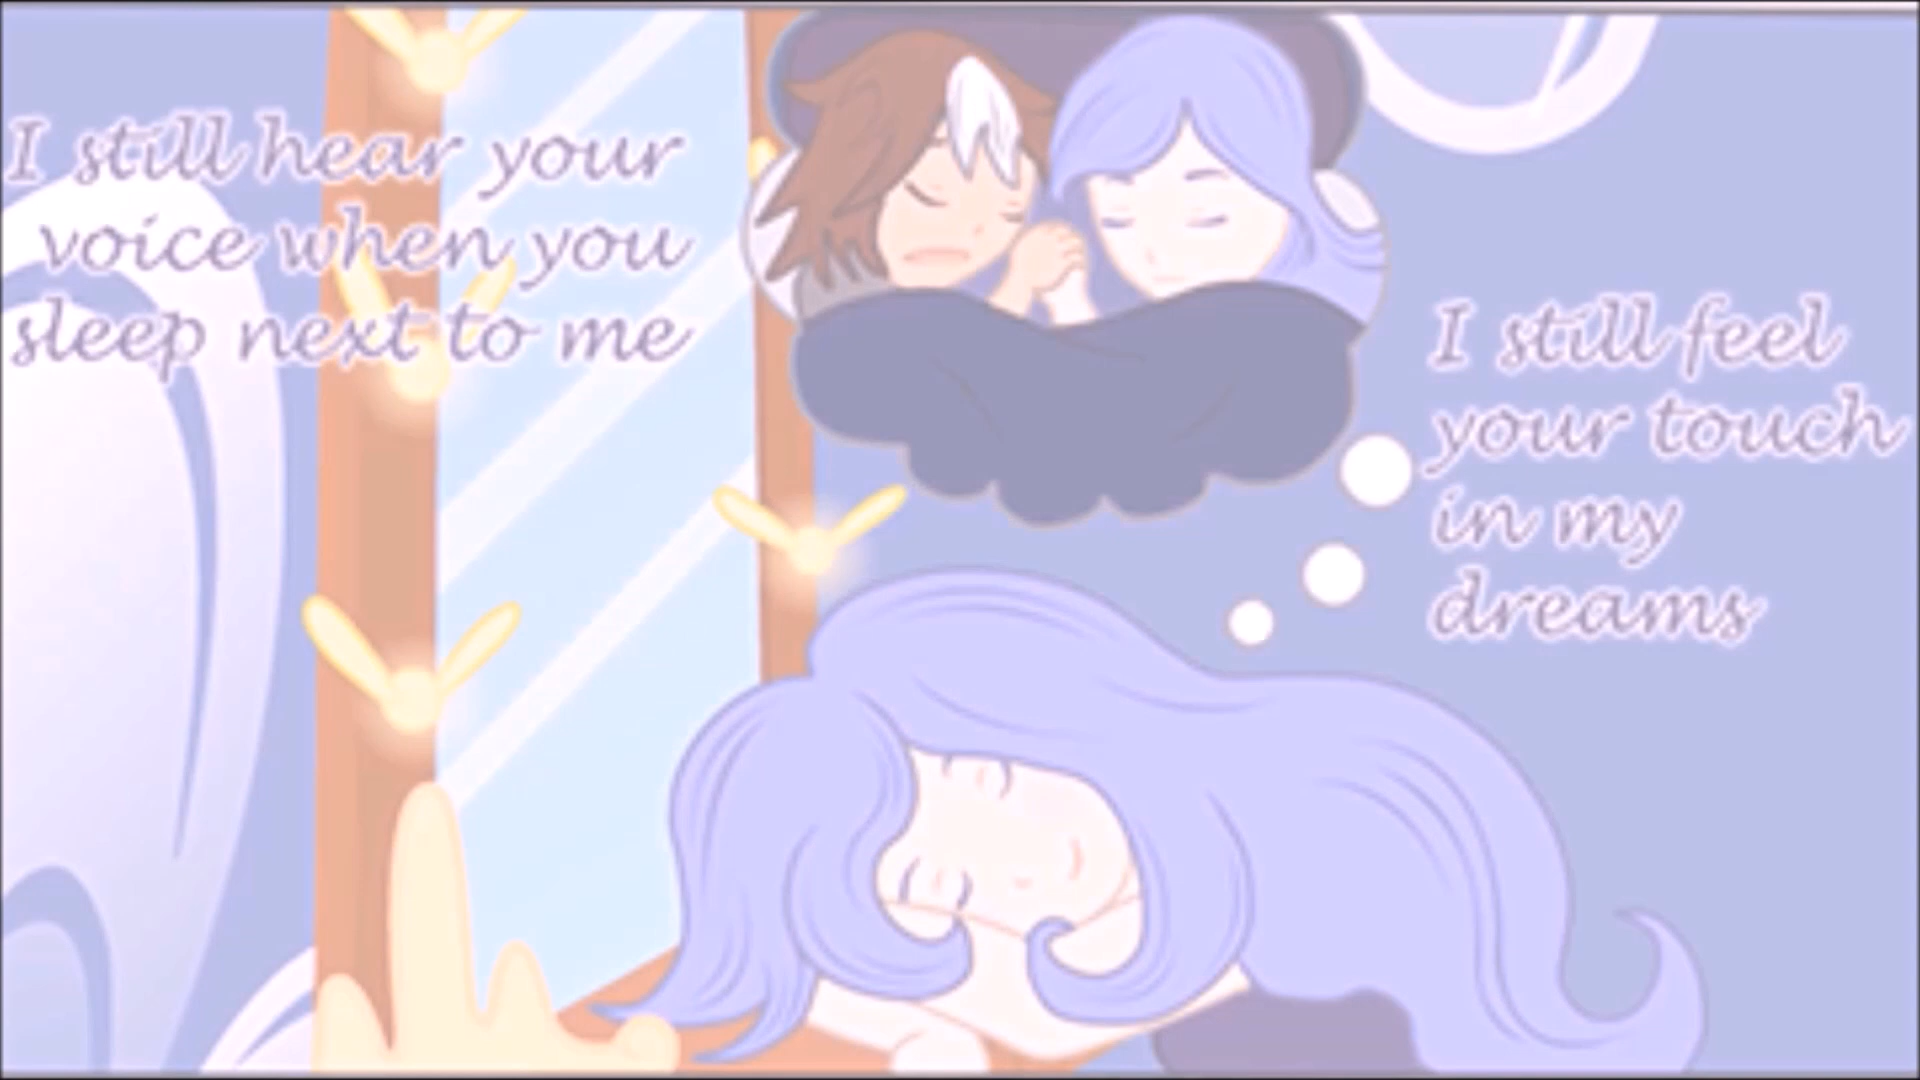 I still hear your
voice when you
sleep next to me
I still feel
your touch
in my
dreams